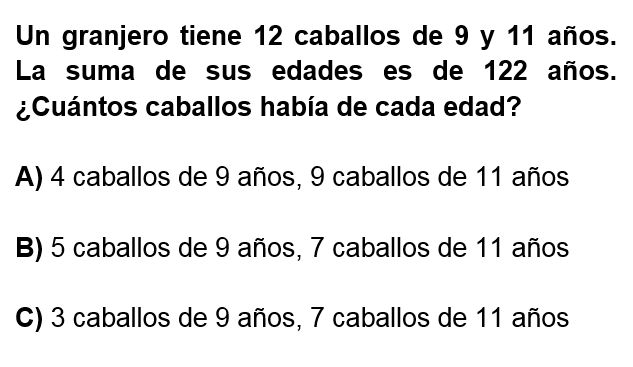 Un granjero tiene 12 caballos de 9 y 11 años.
La suma de sus edades es de 122 años.
¿Cuántos caballos había de cada edad?
A) 4 caballos de 9 años, 9 caballos de 11 años
B) 5 caballos de 9 años, 7 caballos de 11 años
C) 3 caballos de 9 años, 7 caballos de 11 años